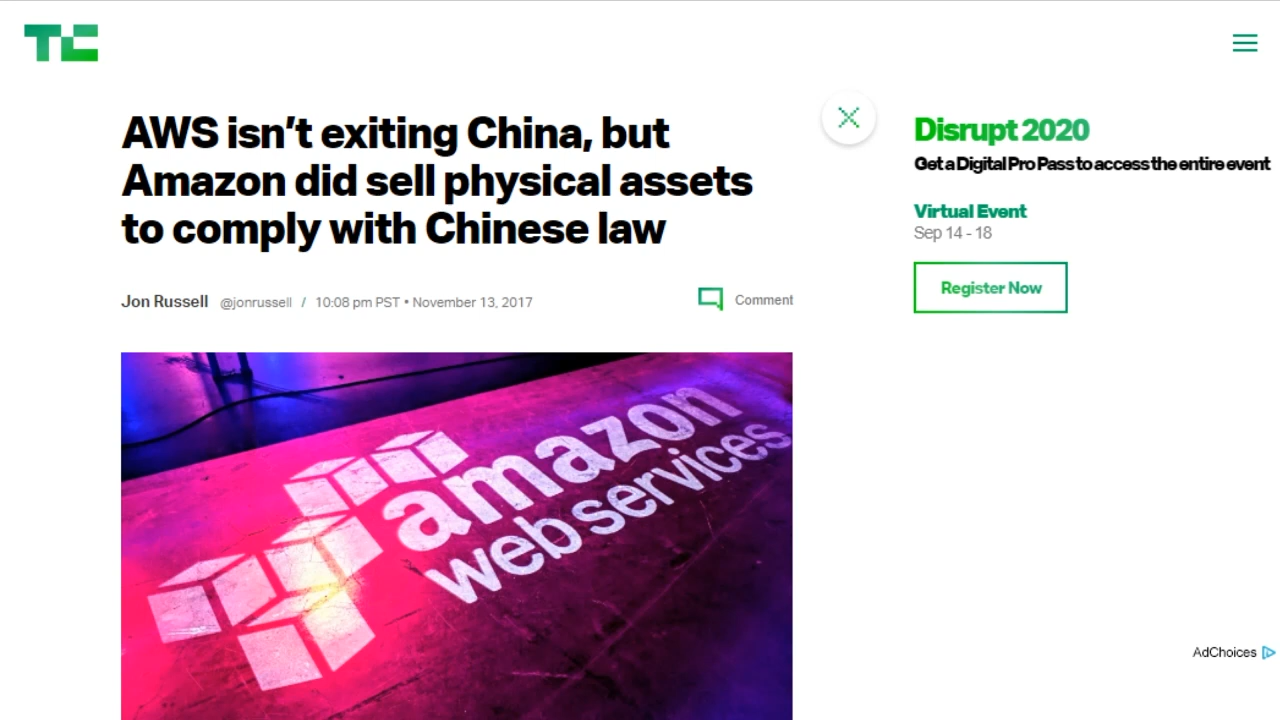 TC
AWS isn’t exiting China, but
Amazon did sell physical assets
to comply with Chinese law
Jon Russell @jonrussell / 10:08 pm PST • November 13, 2017
Comment
amazon
web services
Disrupt 2020
Get a Digital Pro Pass to access the entire event
Virtual Event
Sep 14 - 18
Register Now
AdChoices